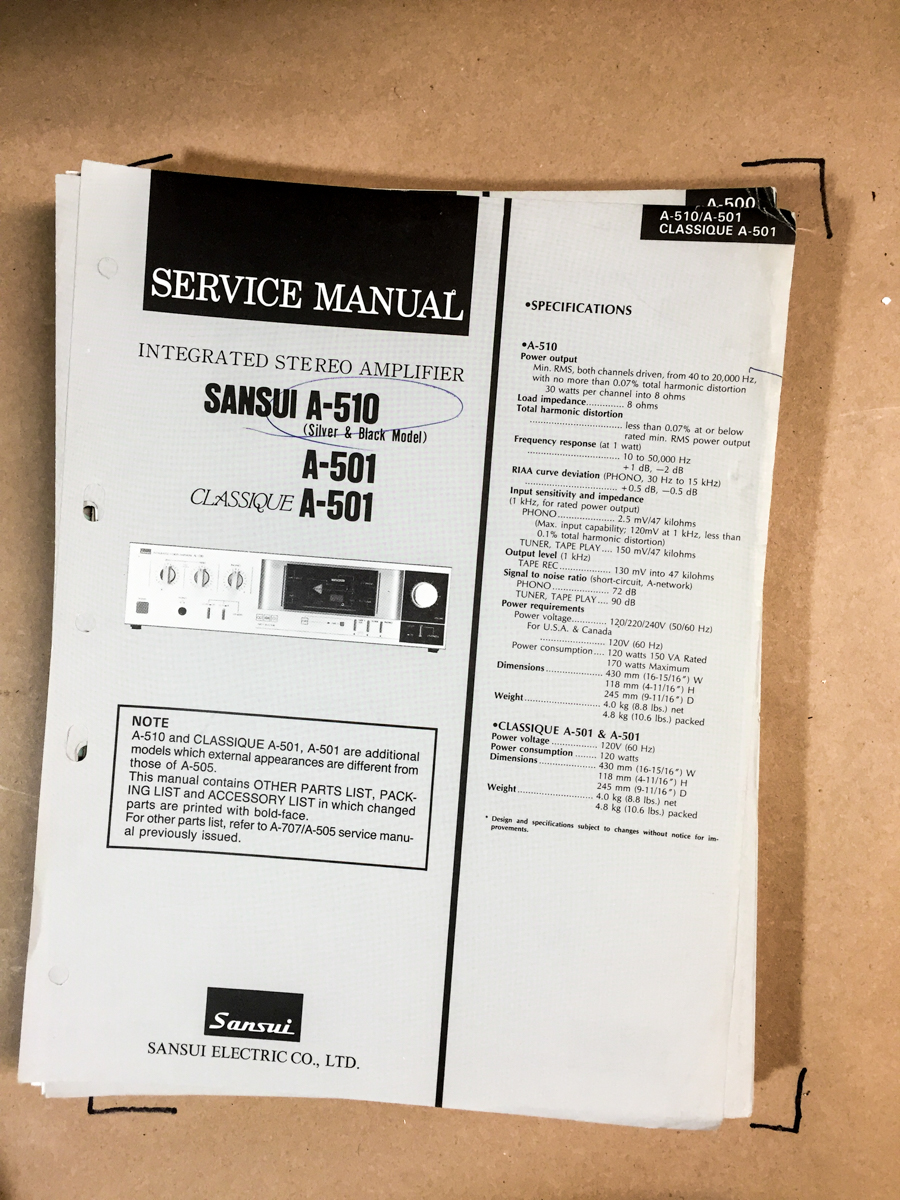 A-500
A-510/A-501
CLASSIQUE A-501
SERVICE MANUAL
INTEGRATED STEREO AMPLIFIER
SANSUI A-510
(Silver & Black Model)
A-501
CLASSIQUE A-501
NOTE
A-510 and CLASSIQUE A-501, A-501 are additional
models which external appearances are different from
those of A-505.
This manual contains OTHER PARTS LIST, PACK-
ING LIST and ACCESSORY LIST in which changed
parts are printed with bold-face.
For other parts list, refer to A-707/A-505 service manu-
al previously issued.
Sansui
SANSUI ELECTRIC CO., LTD.
•SPECIFICATIONS
•A-510
Power output
Min. RMS, both channels driven, from 40 to 20,000 Hz,
with no more than 0.07% total harmonic distortion
30 watts per channel into 8 ohms
Load impedance............. 8 ohms
Total harmonic distortion
............................... less than 0.07% at or below
rated min. RMS power output
Frequency response (at 1 watt)
............................... 10 to 50,000 Hz
+1 dB, −2 dB
RIAA curve deviation (PHONO, 30 Hz to 15 kHz)
............................... +0.5 dB, −0.5 dB
Input sensitivity and impedance
(1 kHz, for rated power output)
PHONO................... 2.5 mV/47 kilohms
(Max. input capability; 120mV at 1 kHz, less than
0.1% total harmonic distortion)
TUNER, TAPE PLAY.... 150 mV/47 kilohms
Output level (1 kHz)
TAPE REC................. 130 mV into 47 kilohms
Signal to noise ratio (short-circuit, A-network)
PHONO.................... 72 dB
TUNER, TAPE PLAY.... 90 dB
Power requirements
Power voltage............ 120/220/240V (50/60 Hz)
For U.S.A. & Canada
...................... 120V (60 Hz)
Power consumption.... 120 watts 150 VA Rated
170 watts Maximum
Dimensions................... 430 mm (16-15/16") W
118 mm (4-11/16") H
245 mm (9-11/16") D
Weight......................... 4.0 kg (8.8 lbs.) net
4.8 kg (10.6 lbs.) packed
•CLASSIQUE A-501 & A-501
Power voltage ............... 120V (60 Hz)
Power consumption ........ 120 watts
Dimensions................... 430 mm (16-15/16") W
118 mm (4-11/16") H
245 mm (9-11/16") D
Weight......................... 4.0 kg (8.8 lbs.) net
4.8 kg (10.6 lbs.) packed
* Design and specifications subject to changes without notice for im-
provements.